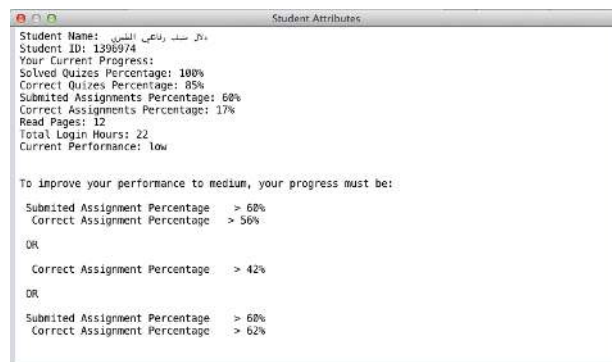 Student Attributes
Student Name: دلال
Student ID: 1396974
Your Current Progress:
Solved Quizes Percentage: 100%
Correct Quizes Percentage: 85%
Submited Assignments Percentage: 60%
Correct Assignments Percentage: 17%
Read Pages: 12
Total Login Hours: 22
Current Performance: low
To improve your performance to medium, your progress must be:
Submited Assignment Percentage > 60%
Correct Assignment Percentage > 56%
OR
Correct Assignment Percentage > 42%
OR
Submited Assignment Percentage > 60%
Correct Assignment Percentage > 62%